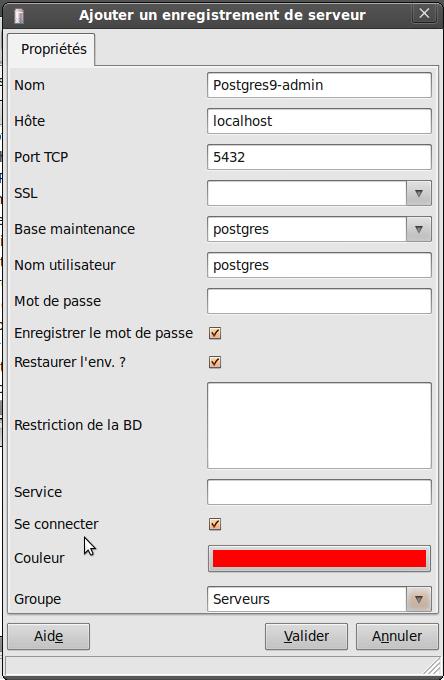 Ajouter un enregistrement de serveur
Propriétés
Nom Postgres9-admin
Hôte localhost
Port TCP 5432
SSL
Base maintenance postgres
Nom utilisateur postgres
Mot de passe
Enregistrer le mot de passe
Restaurer l'env. ?
Restriction de la BD
Service
Se connecter
Couleur
Groupe Serveurs
Aide Valider Annuler